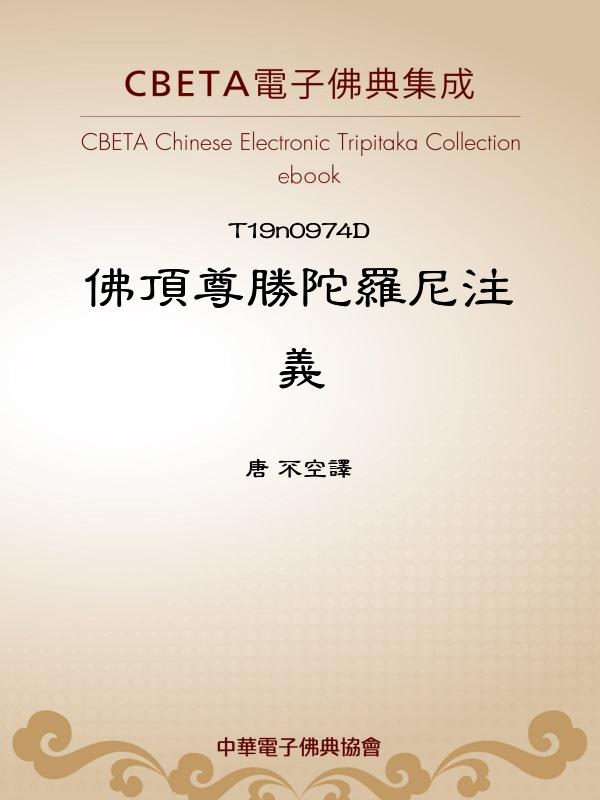 CBETA電子佛典集成
CBETA Chinese Electronic Tripitaka Collection
ebook
T19n0974D
佛頂尊勝陀羅尼注
義
唐 不空譯
中華電子佛典協會